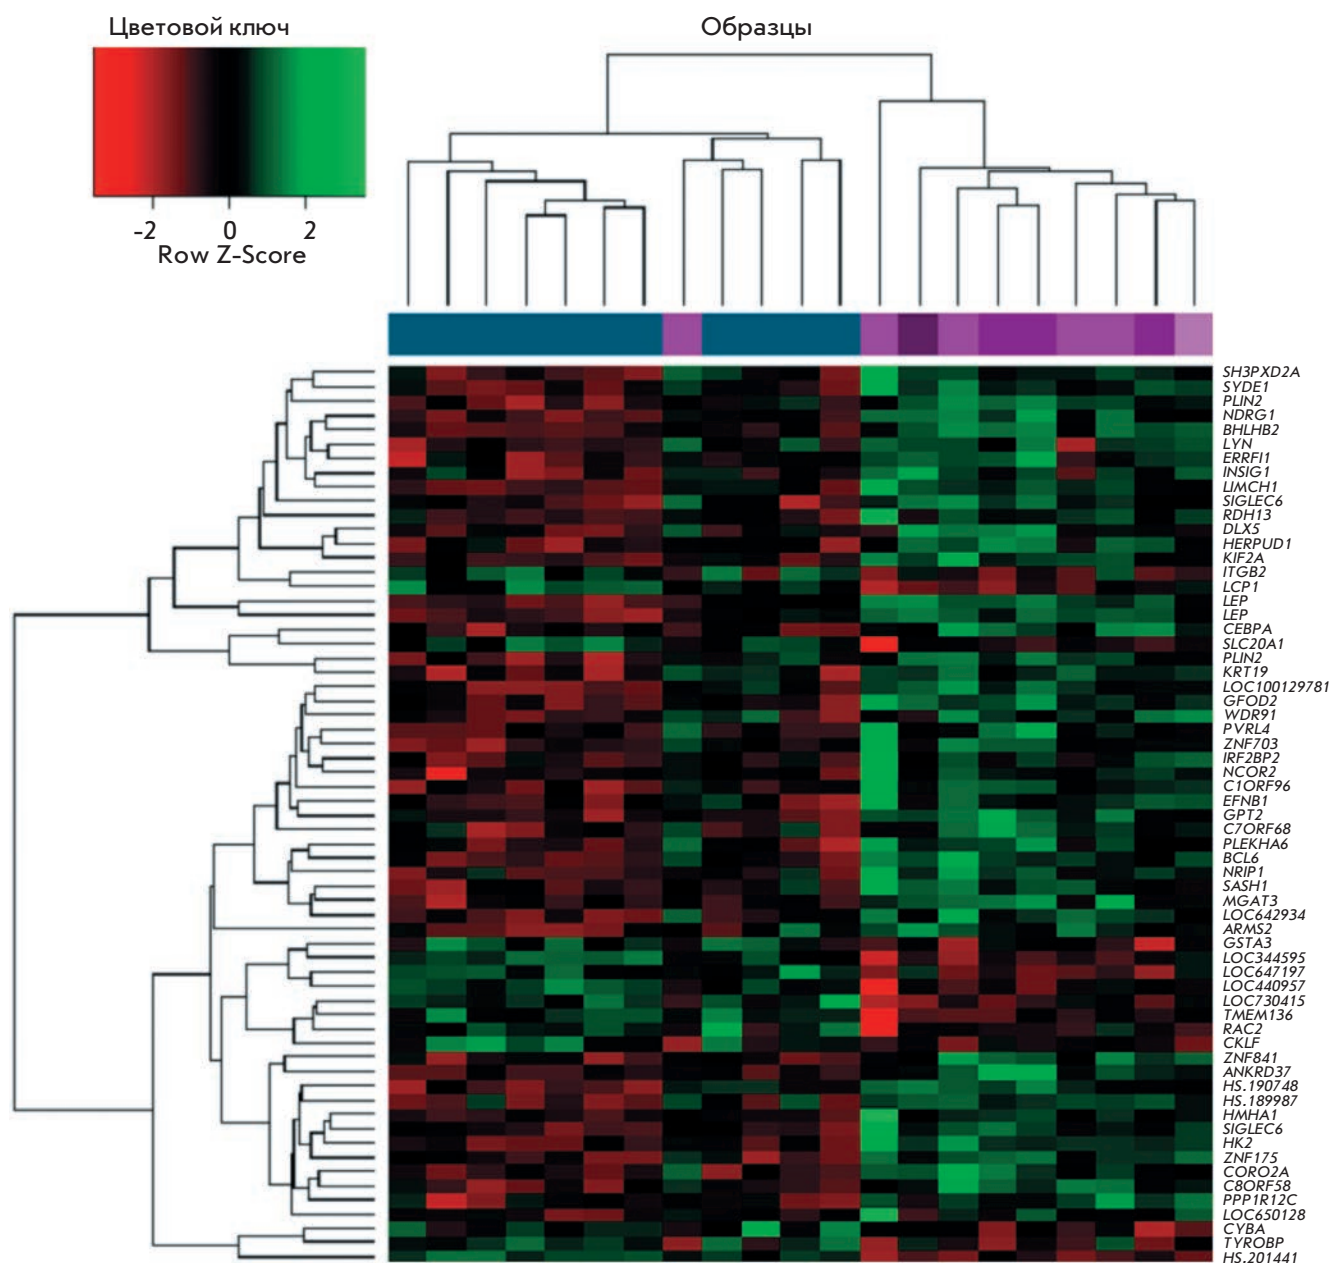 Цветовой ключ
Образцы
-2 0 2
Row Z-Score
SH3PXD2A
SYDE1
PLIN2
NDRG1
BHLHB2
LYN
ERRFI1
INSIG1
LIMCH1
SIGLEC6
RDH13
DLX5
HERPUD1
KIF2A
ITGB2
LCP1
LEP
LEP
CEBPA
SLC20A1
PLIN2
KRT19
LOC100129781
GFOD2
WDR91
PVRL4
ZNF703
IRF2BP2
NCOR2
C1ORF96
EFNB1
GPT2
C7ORF68
PLEKHA6
BCL6
NRIP1
SASH1
MGAT3
LOC642934
ARMS2
GSTA3
LOC344595
LOC647197
LOC440957
LOC730415
TMEM136
RAC2
CKLF
ZNF841
ANKRD37
HS.190748
HS.189987
HMHA1
SIGLEC6
HK2
ZNF175
CORO2A
C8ORF58
PPP1R12C
LOC650128
CYBA
TYROBP
HS.201441